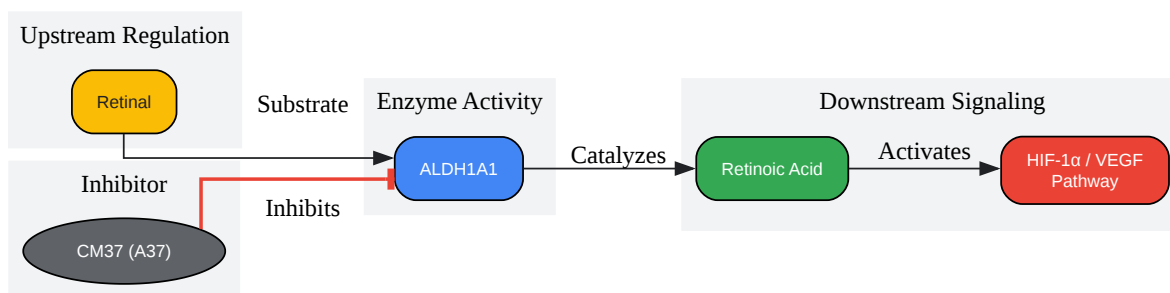 Upstream Regulation
Retinal
Substrate
Inhibitor
CM37 (A37)
Inhibits
Enzyme Activity
ALDH1A1
Catalyzes
Downstream Signaling
Retinoic Acid
Activates
HIF-1α / VEGF
Pathway